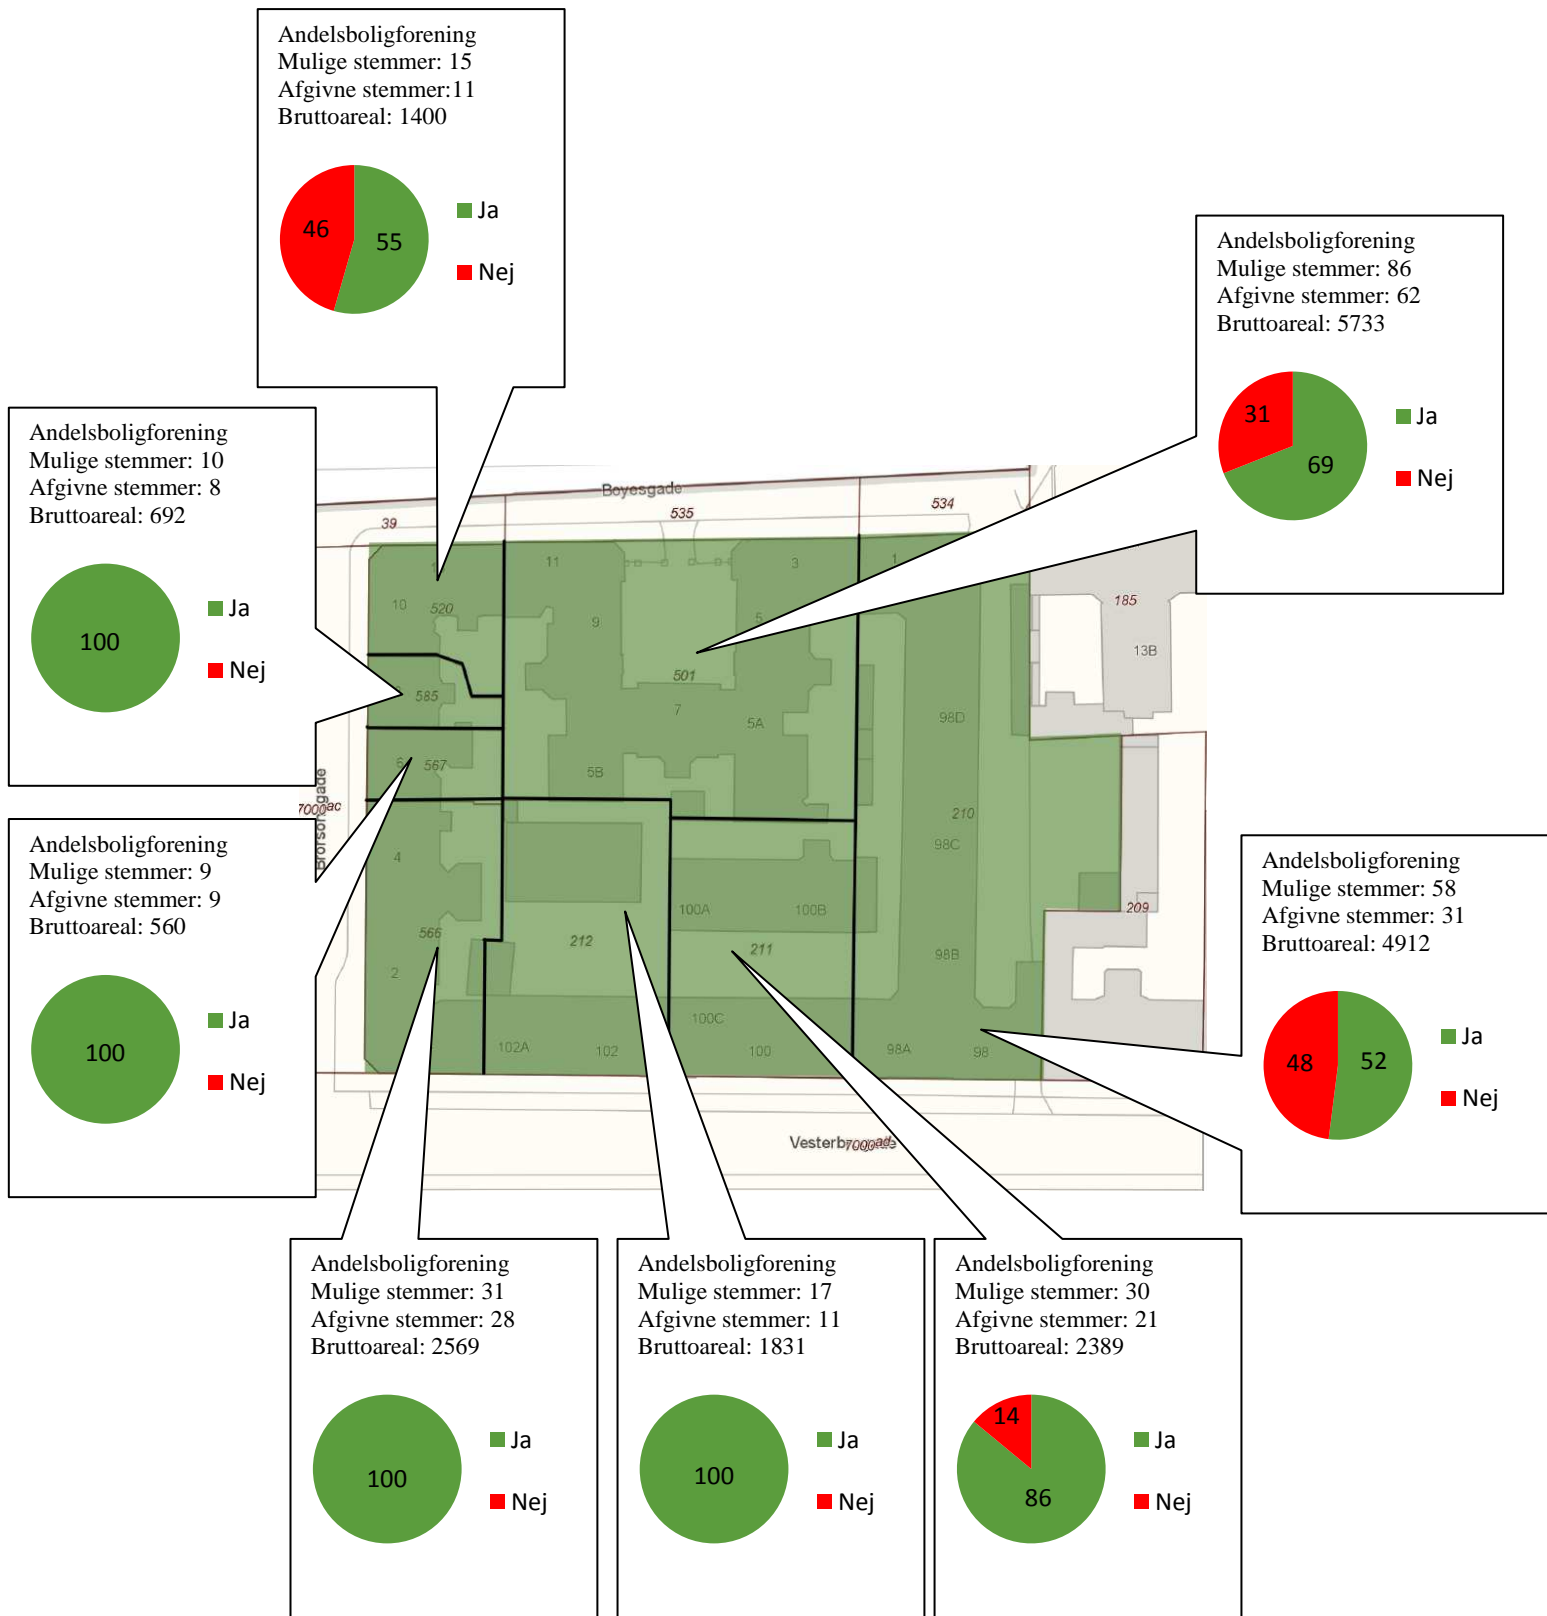 Andelsboligforening
Mulige stemmer: 15
Afgivne stemmer:11
Bruttoareal: 1400
46
55
Ja
Nej
Andelsboligforening
Mulige stemmer: 86
Afgivne stemmer: 62
Bruttoareal: 5733
31
69
Ja
Nej
Andelsboligforening
Mulige stemmer: 10
Afgivne stemmer: 8
Bruttoareal: 692
100
Ja
Nej
Boyesgade
39
535
534
11
3
1
10
520
9
5
185
13B
585
501
7
5A
98D
6
567
5B
7000ac
Brorsonsgade
210
4
98C
100A
100B
209
566
212
211
2
98B
100C
102A
102
100
98A
98
Vesterbrogade
7000ad
Andelsboligforening
Mulige stemmer: 9
Afgivne stemmer: 9
Bruttoareal: 560
100
Ja
Nej
Andelsboligforening
Mulige stemmer: 58
Afgivne stemmer: 31
Bruttoareal: 4912
48
52
Ja
Nej
Andelsboligforening
Mulige stemmer: 31
Afgivne stemmer: 28
Bruttoareal: 2569
100
Ja
Nej
Andelsboligforening
Mulige stemmer: 17
Afgivne stemmer: 11
Bruttoareal: 1831
100
Ja
Nej
Andelsboligforening
Mulige stemmer: 30
Afgivne stemmer: 21
Bruttoareal: 2389
14
86
Ja
Nej